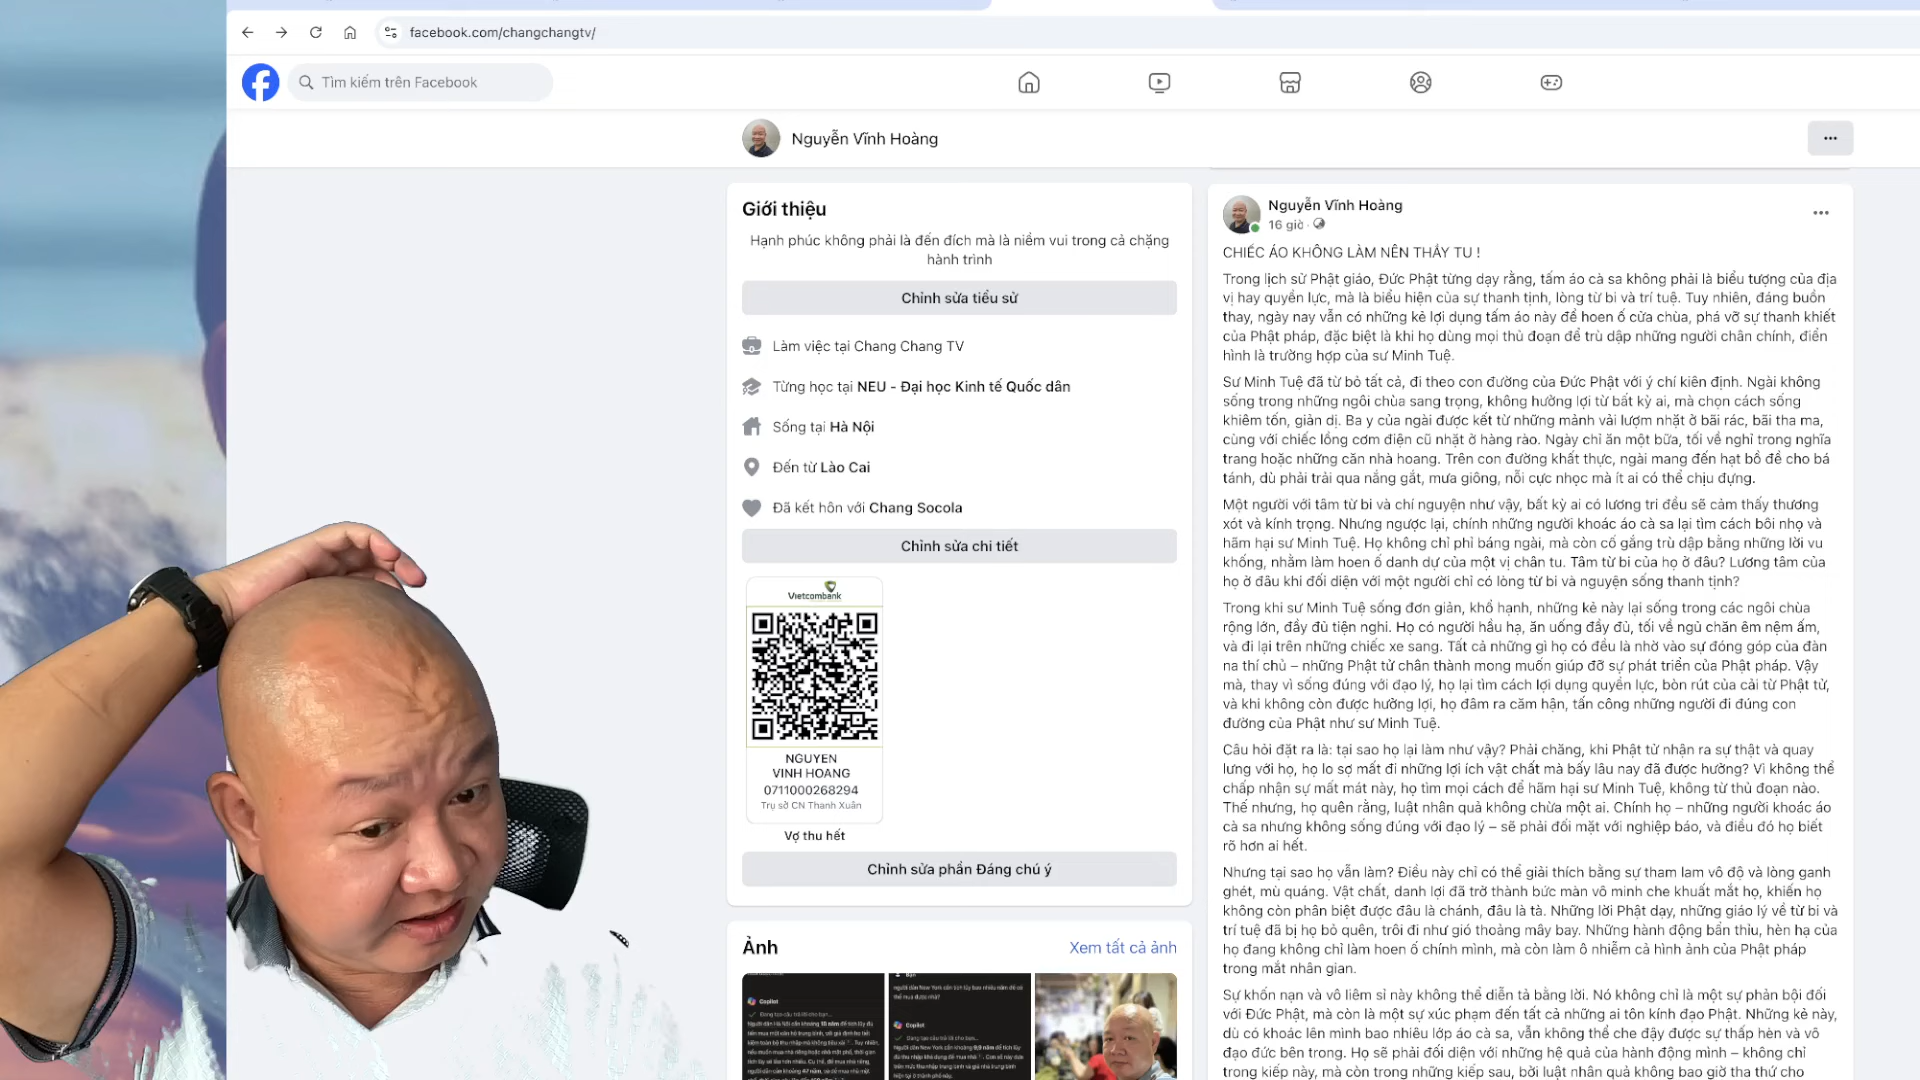 facebook.com/changchangtv/
Tìm kiếm trên Facebook
Nguyễn Vĩnh Hoàng
Giới thiệu
Hạnh phúc không phải là đến đích mà là niềm vui trong cả chặng
hành trình
Chỉnh sửa tiểu sử
Làm việc tại Chang Chang TV
Từng học tại NEU - Đại học Kinh tế Quốc dân
Sống tại Hà Nội
Đến từ Lào Cai
Đã kết hôn với Chang Socola
Chỉnh sửa chi tiết
Vietcombank
NGUYEN
VINH HOANG
0711000268294
Trụ sở CN Thanh Xuân
Vợ thu hết
Chỉnh sửa phần Đáng chú ý
Ảnh
Xem tất cả ảnh
Copilot
Copilot
Nguyễn Vĩnh Hoàng
16 giờ
CHIẾC ÁO KHÔNG LÀM NÊN THẦY TU !
Trong lịch sử Phật giáo, Đức Phật từng dạy rằng, tấm áo cà sa không phải là biểu tượng của địa
vị hay quyền lực, mà là biểu hiện của sự thanh tịnh, lòng từ bi và trí tuệ. Tuy nhiên, đáng buồn
thay, ngày nay vẫn có những kẻ lợi dụng tấm áo này để hoen ố cửa chùa, phá vỡ sự thanh khiết
của Phật pháp, đặc biệt là khi họ dùng mọi thủ đoạn để trù dập những người chân chính, điển
hình là trường hợp của sư Minh Tuệ.
Sư Minh Tuệ đã từ bỏ tất cả, đi theo con đường của Đức Phật với ý chí kiên định. Ngài không
sống trong những ngôi chùa sang trọng, không hưởng lợi từ bất kỳ ai, mà chọn cách sống
khiêm tốn, giản dị. Ba y của ngài được kết từ những mảnh vải lượm nhặt ở bãi rác, bãi tha ma,
cùng với chiếc lồng cơm điện cũ nhặt ở hàng rào. Ngày chỉ ăn một bữa, tối về nghỉ trong nghĩa
trang hoặc những căn nhà hoang. Trên con đường khất thực, ngài mang đến hạt bồ đề cho bá
tánh, dù phải trải qua nắng gắt, mưa giông, nỗi cực nhọc mà ít ai có thể chịu đựng.
Một người với tâm từ bi và chí nguyện như vậy, bất kỳ ai có lương tri đều sẽ cảm thấy thương
xót và kính trọng. Nhưng ngược lại, chính những người khoác áo cà sa lại tìm cách bôi nhọ và
hãm hại sư Minh Tuệ. Họ không chỉ phỉ báng ngài, mà còn cố gắng trù dập bằng những lời vu
khống, nhằm làm hoen ố danh dự của một vị chân tu. Tâm từ bi của họ ở đâu? Lương tâm của
họ ở đâu khi đối diện với một người chỉ có lòng từ bi và nguyện sống thanh tịnh?
Trong khi sư Minh Tuệ sống đơn giản, khổ hạnh, những kẻ này lại sống trong các ngôi chùa
rộng lớn, đầy đủ tiện nghi. Họ có người hầu hạ, ăn uống đầy đủ, tối về ngủ chăn êm nệm ấm,
và đi lại trên những chiếc xe sang. Tất cả những gì họ có đều là nhờ vào sự đóng góp của đàn
na thí chủ – những Phật tử chân thành mong muốn giúp đỡ sự phát triển của Phật pháp. Vậy
mà, thay vì sống đúng với đạo lý, họ lại tìm cách lợi dụng quyền lực, bòn rút của cải từ Phật tử,
và khi không còn được hưởng lợi, họ đâm ra căm hận, tấn công những người đi đúng con
đường của Phật như sư Minh Tuệ.
Câu hỏi đặt ra là: tại sao họ lại làm như vậy? Phải chăng, khi Phật tử nhận ra sự thật và quay
lưng với họ, họ lo sợ mất đi những lợi ích vật chất mà bấy lâu nay đã được hưởng? Vì không thể
chấp nhận sự mất mát này, họ tìm mọi cách để hãm hại sư Minh Tuệ, không từ thủ đoạn nào.
Thế nhưng, họ quên rằng, luật nhân quả không chừa một ai. Chính họ – những người khoác áo
cà sa nhưng không sống đúng với đạo lý – sẽ phải đối mặt với nghiệp báo, và điều đó họ biết
rõ hơn ai hết.
Nhưng tại sao họ vẫn làm? Điều này chỉ có thể giải thích bằng sự tham lam vô độ và lòng ganh
ghét, mù quáng. Vật chất, danh lợi đã trở thành bức màn vô minh che khuất mắt họ, khiến họ
không còn phân biệt được đâu là chánh, đâu là tà. Những lời Phật dạy, những giáo lý về từ bi và
trí tuệ đã bị họ bỏ quên, trôi đi như gió thoảng mây bay. Những hành động bẩn thỉu, hèn hạ của
họ đang không chỉ làm hoen ố chính mình, mà còn làm ô nhiễm cả hình ảnh của Phật pháp
trong mắt nhân gian.
Sự khốn nạn và vô liêm sỉ này không thể diễn tả bằng lời. Nó không chỉ là một sự phản bội đối
với Đức Phật, mà còn là một sự xúc phạm đến tất cả những ai tôn kính đạo Phật. Những kẻ này,
dù có khoác lên mình bao nhiêu lớp áo cà sa, vẫn không thể che đậy được sự thấp hèn và vô
đạo đức bên trong. Họ sẽ phải đối diện với những hệ quả của hành động mình – không chỉ
trong kiếp này, mà còn trong những kiếp sau, bởi luật nhân quả không bao giờ tha thứ cho